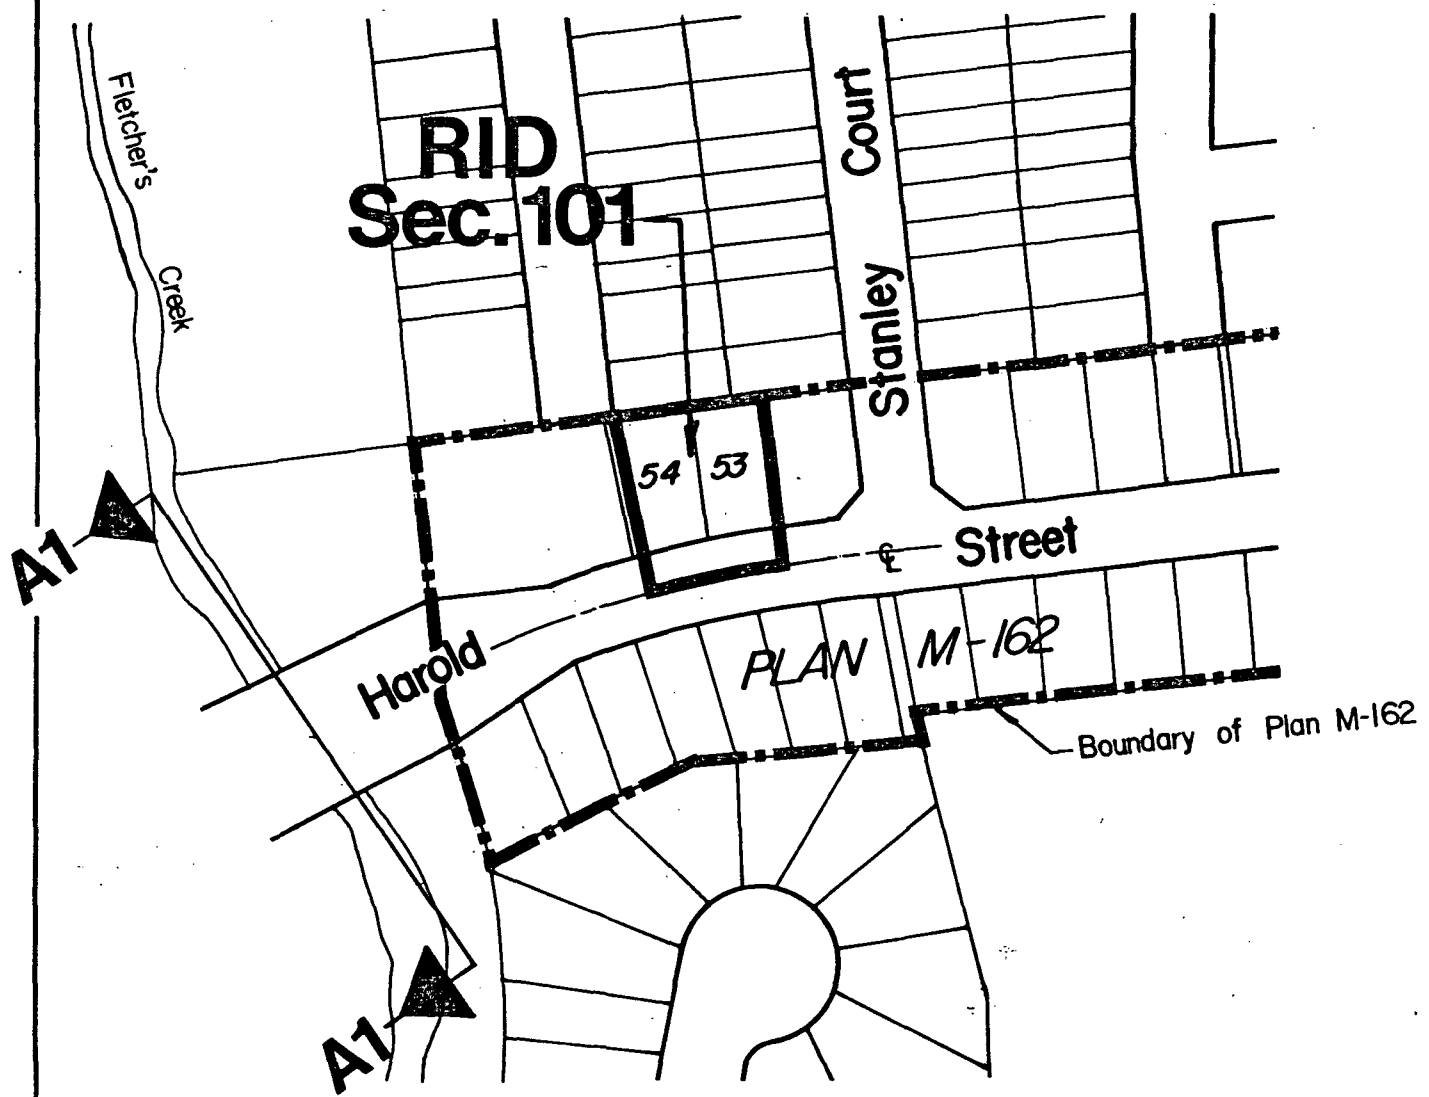 Fletcher's
Creek
RID
Sec. 101
Stanley Court
54 53
A1
℄ Street
Harold
PLAN M-162
Boundary of Plan M-162
A1